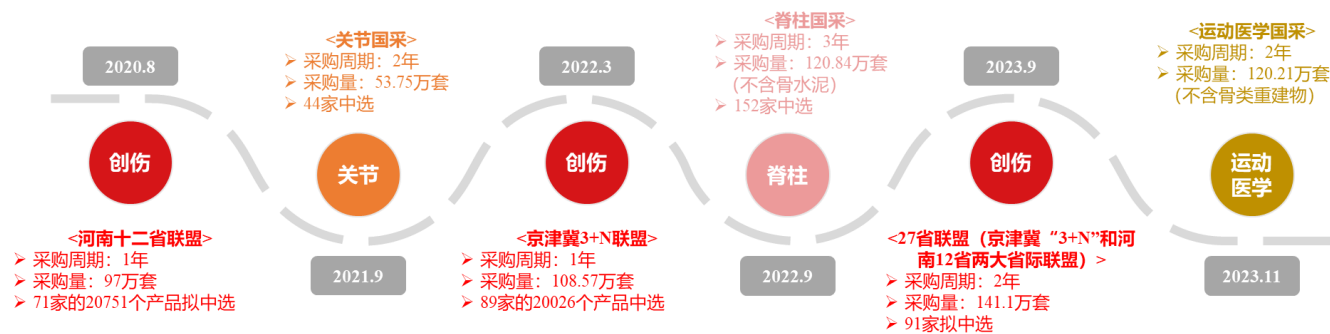 2020.8
创伤
<河南十二省联盟>
➢ 采购周期：1年
➢ 采购量：97万套
➢ 71家的20751个产品拟中选
<关节国采>
➢ 采购周期：2年
➢ 采购量：53.75万套
➢ 44家中选
关节
2021.9
2022.3
创伤
<京津冀3+N联盟>
➢ 采购周期：1年
➢ 采购量：108.57万套
➢ 89家的20026个产品中选
<脊柱国采>
➢ 采购周期：3年
➢ 采购量：120.84万套
（不含骨水泥）
➢ 152家中选
脊柱
2022.9
2023.9
创伤
<27省联盟（京津冀“3+N”和河
南12省两大省际联盟）>
➢ 采购周期：2年
➢ 采购量：141.1万套
➢ 91家拟中选
<运动医学国采>
➢ 采购周期：2年
➢ 采购量：120.21万套
（不含骨类重建物）
运动
医学
2023.11